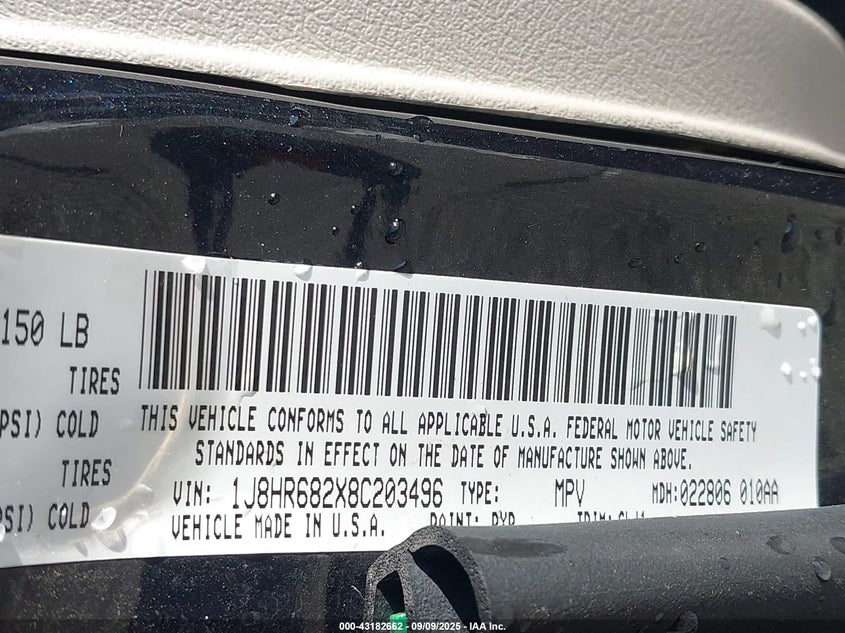 150 LB
TIRES
PSI) COLD
TIRES
PSI) COLD
THIS VEHICLE CONFORMS TO ALL APPLICABLE U.S.A. FEDERAL MOTOR VEHICLE SAFETY
STANDARDS IN EFFECT ON THE DATE OF MANUFACTURE SHOWN ABOVE.
VIN: 1J8HR682X8C203496 TYPE: MPV MDH:022806 010AA
VEHICLE MADE IN U.S.A. PAINT: TRIM:
000-43182662 - 09/09/2025 - IAA Inc.